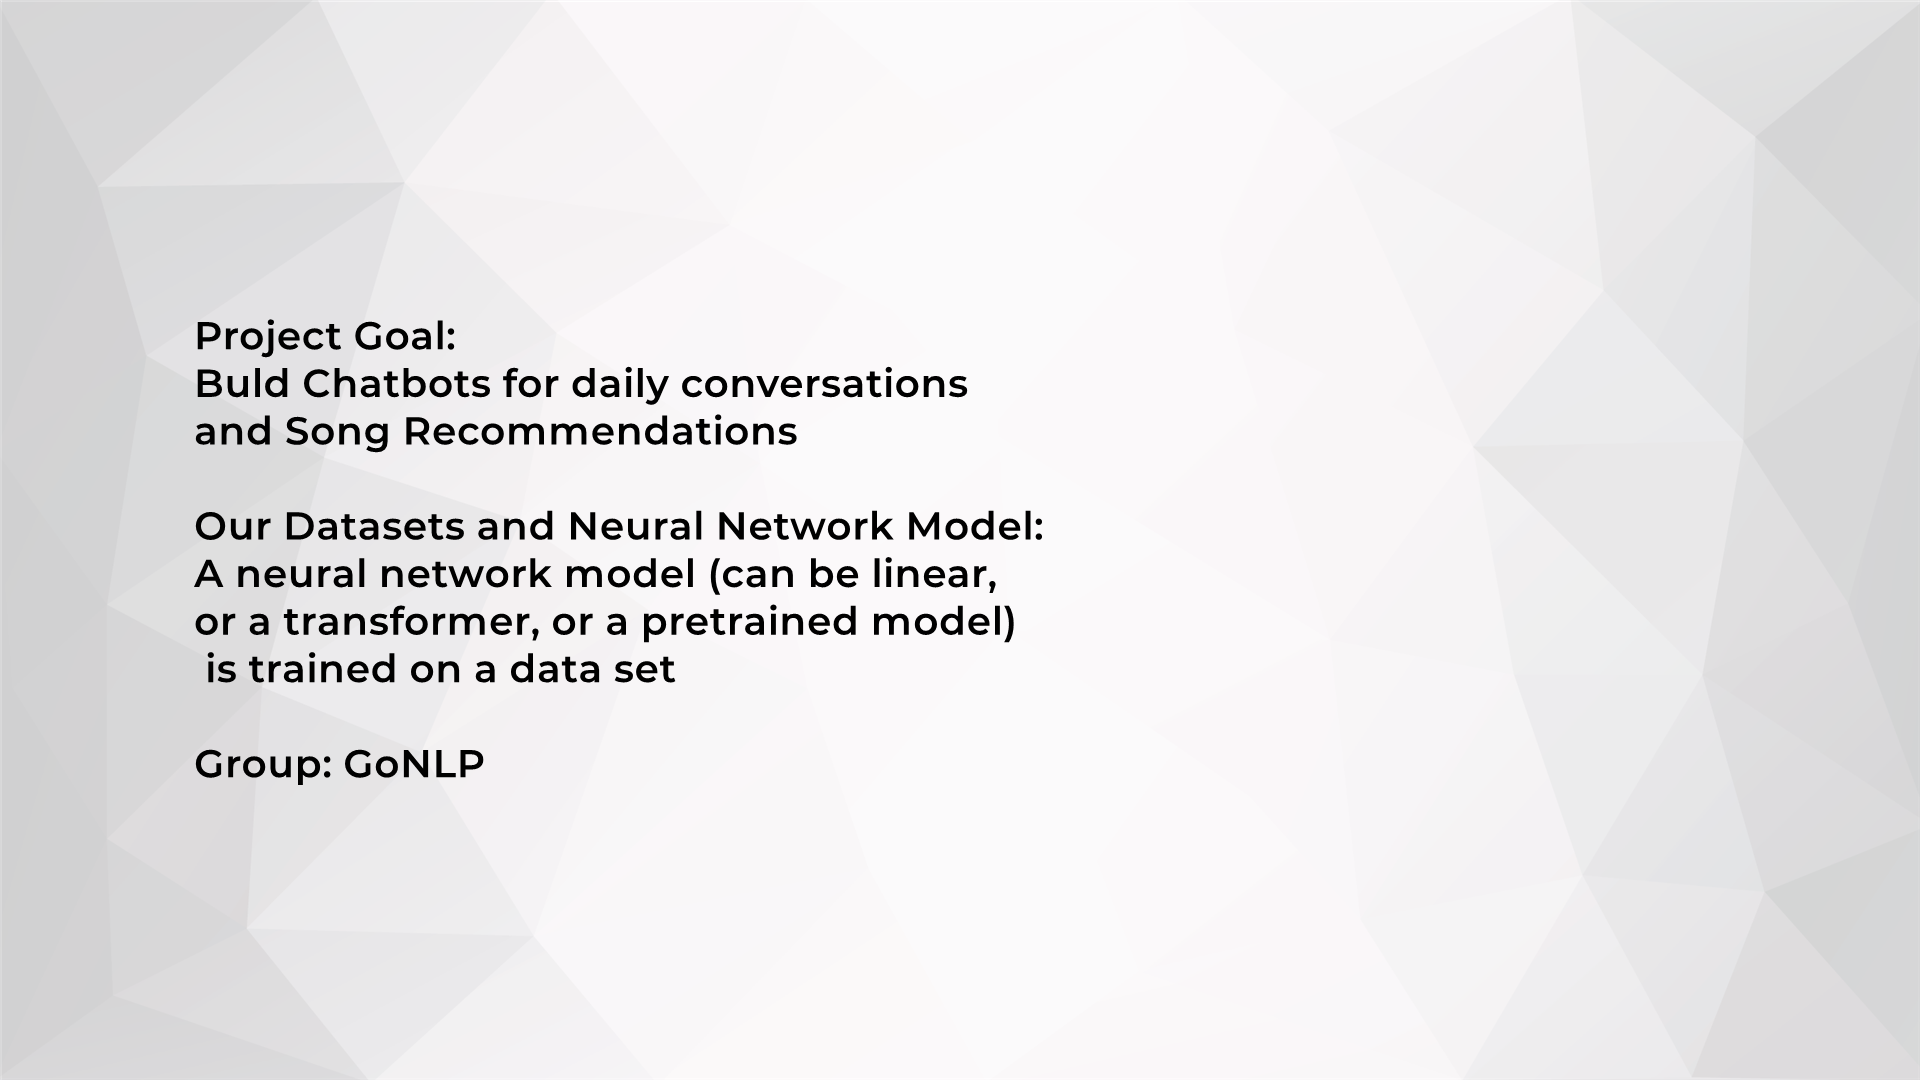 Project Goal:
Buld Chatbots for daily conversations
and Song Recommendations
Our Datasets and Neural Network Model:
A neural network model (can be linear,
or a transformer, or a pretrained model)
is trained on a data set
Group: GoNLP